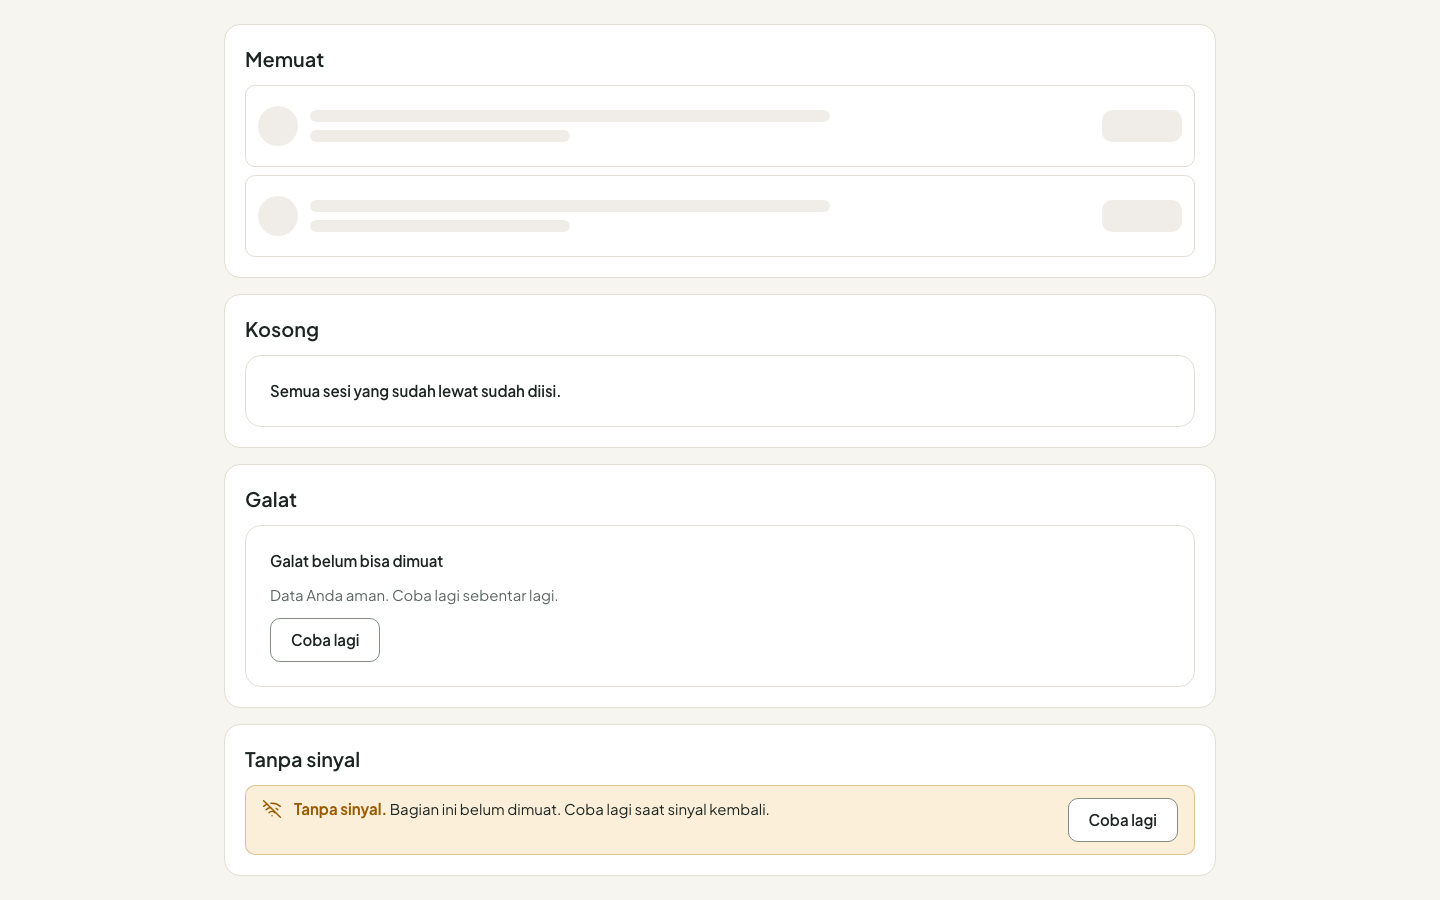 Memuat
Kosong
Semua sesi yang sudah lewat sudah diisi.
Galat
Galat belum bisa dimuat
Data Anda aman. Coba lagi sebentar lagi.
Coba lagi
Tanpa sinyal
Tanpa sinyal. Bagian ini belum dimuat. Coba lagi saat sinyal kembali.
Coba lagi